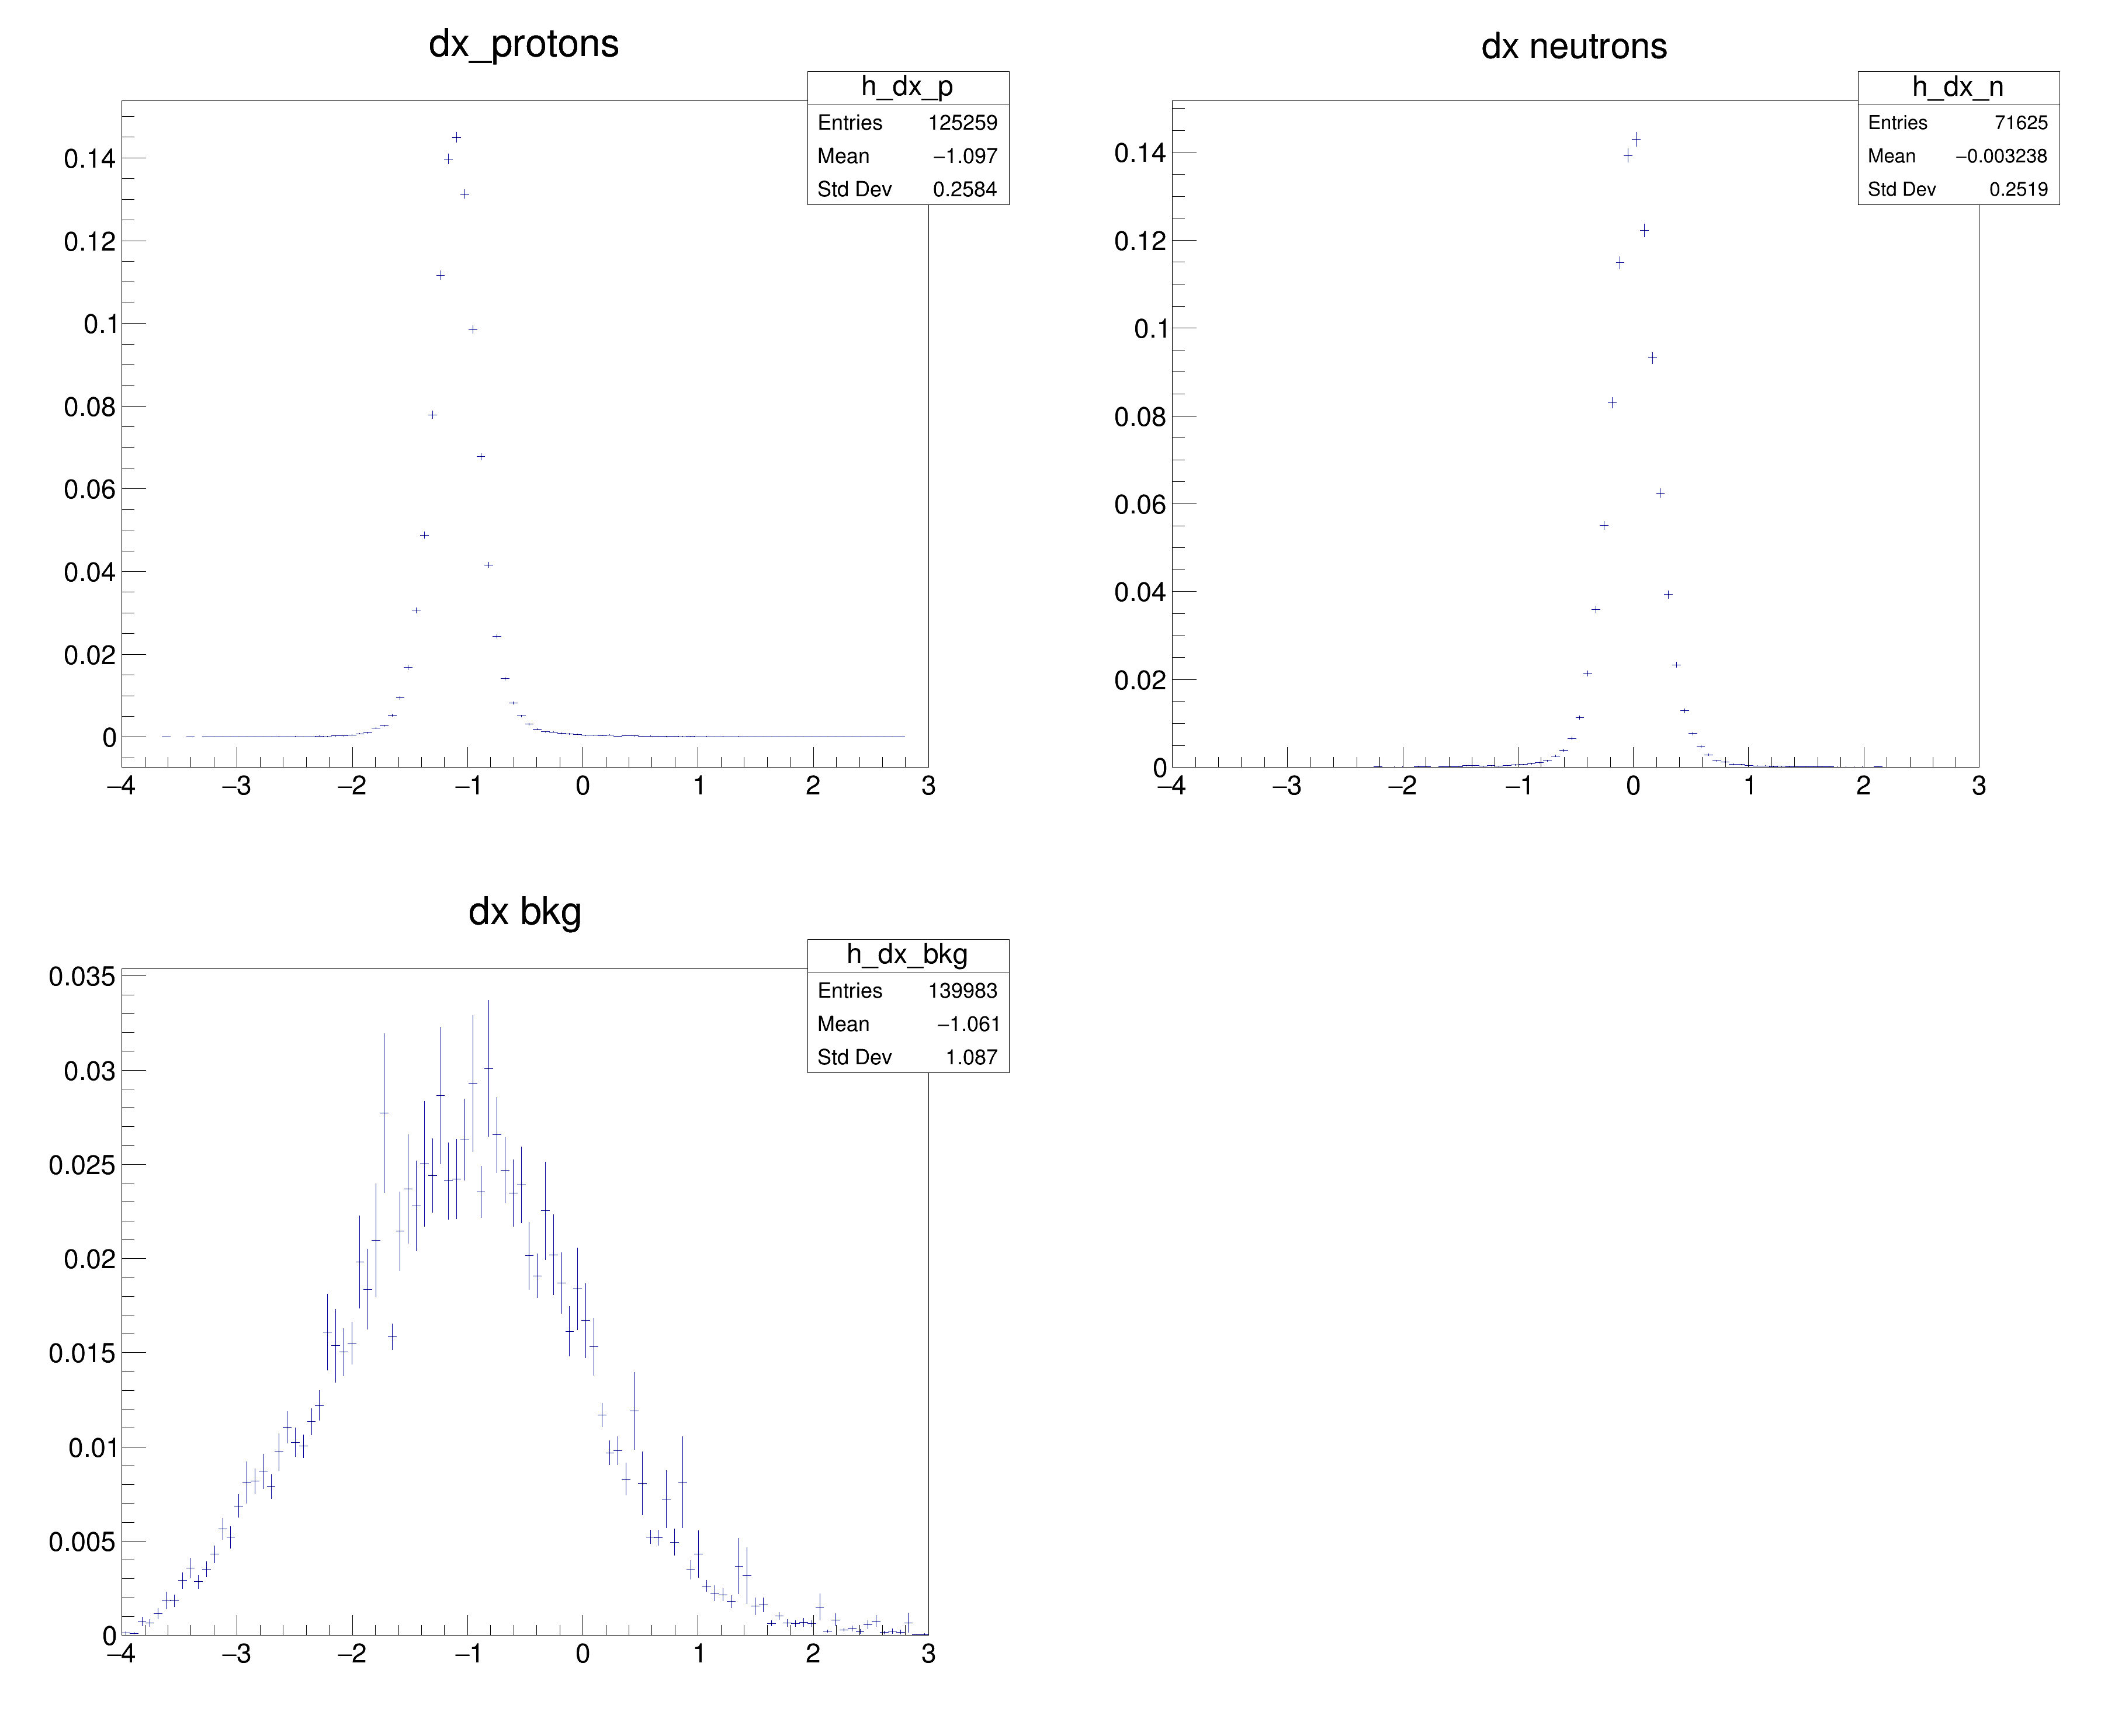 dx_protons
h_dx_p
Entries 125259
Mean −1.097
Std Dev 0.2584
0.14
0.12
0.1
0.08
0.06
0.04
0.02
0
−4 −3 −2 −1 0 1 2 3
dx neutrons
h_dx_n
Entries 71625
Mean −0.003238
Std Dev 0.2519
0.14
0.12
0.1
0.08
0.06
0.04
0.02
0
−4 −3 −2 −1 0 1 2 3
dx bkg
h_dx_bkg
Entries 139983
Mean −1.061
Std Dev 1.087
0.035
0.03
0.025
0.02
0.015
0.01
0.005
0
−4 −3 −2 −1 0 1 2 3